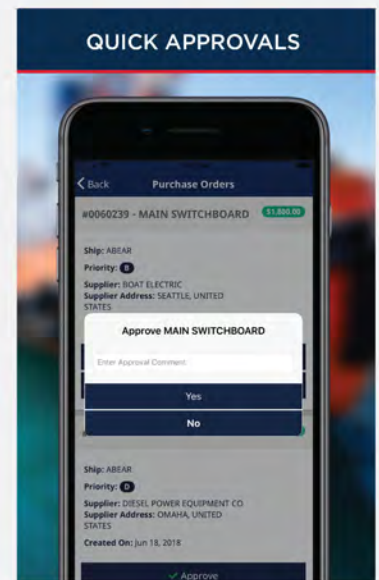 QUICK APPROVALS
Back
Purchase Orders
#0060239 - MAIN SWITCHBOARD
$1,800.00
Ship: ABEAR
Priority: B
Supplier: BOAT ELECTRIC
Supplier Address: SEATTLE, UNITED
STATES
Approve MAIN SWITCHBOARD
Enter Approval Comment
Yes
No
#
Ship: ABEAR
Priority: D
Supplier: DIESEL POWER EQUIPMENT CO
Supplier Address: OMAHA, UNITED
STATES
Created On: Jun 18, 2018
Approve